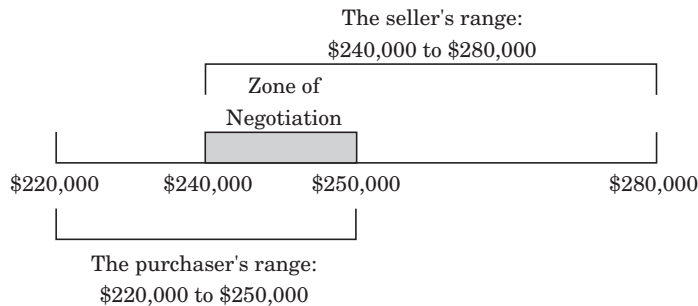 The seller's range:
$240,000 to $280,000
Zone of
Negotiation
$220,000 $240,000 $250,000 $280,000
The purchaser's range:
$220,000 to $250,000